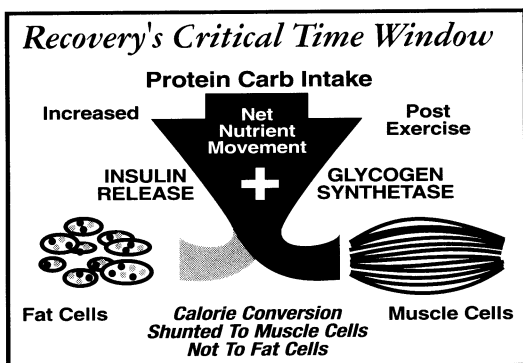 Recovery's Critical Time Window
Protein Carb Intake
Increased
Net
Nutrient
Movement
Post
Exercise
INSULIN
RELEASE
+
GLYCOGEN
SYNTHETASE
Fat Cells
Calorie Conversion
Shunted To Muscle Cells
Not To Fat Cells
Muscle Cells